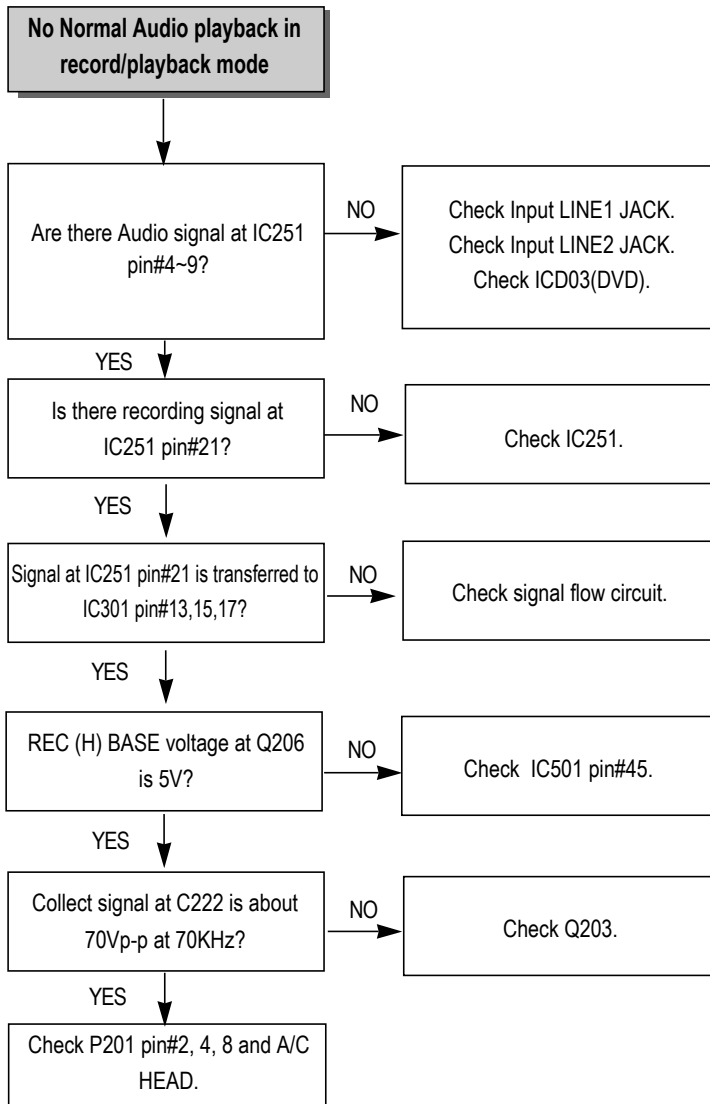 No Normal Audio playback in
record/playback mode
Are there Audio signal at IC251
pin#4~9?
NO
Check Input LINE1 JACK.
Check Input LINE2 JACK.
Check ICD03(DVD).
YES
Is there recording signal at
IC251 pin#21?
NO
Check IC251.
YES
Signal at IC251 pin#21 is transferred to
IC301 pin#13,15,17?
NO
Check signal flow circuit.
YES
REC (H) BASE voltage at Q206
is 5V?
NO
Check IC501 pin#45.
YES
Collect signal at C222 is about
70Vp-p at 70KHz?
NO
Check Q203.
YES
Check P201 pin#2, 4, 8 and A/C
HEAD.